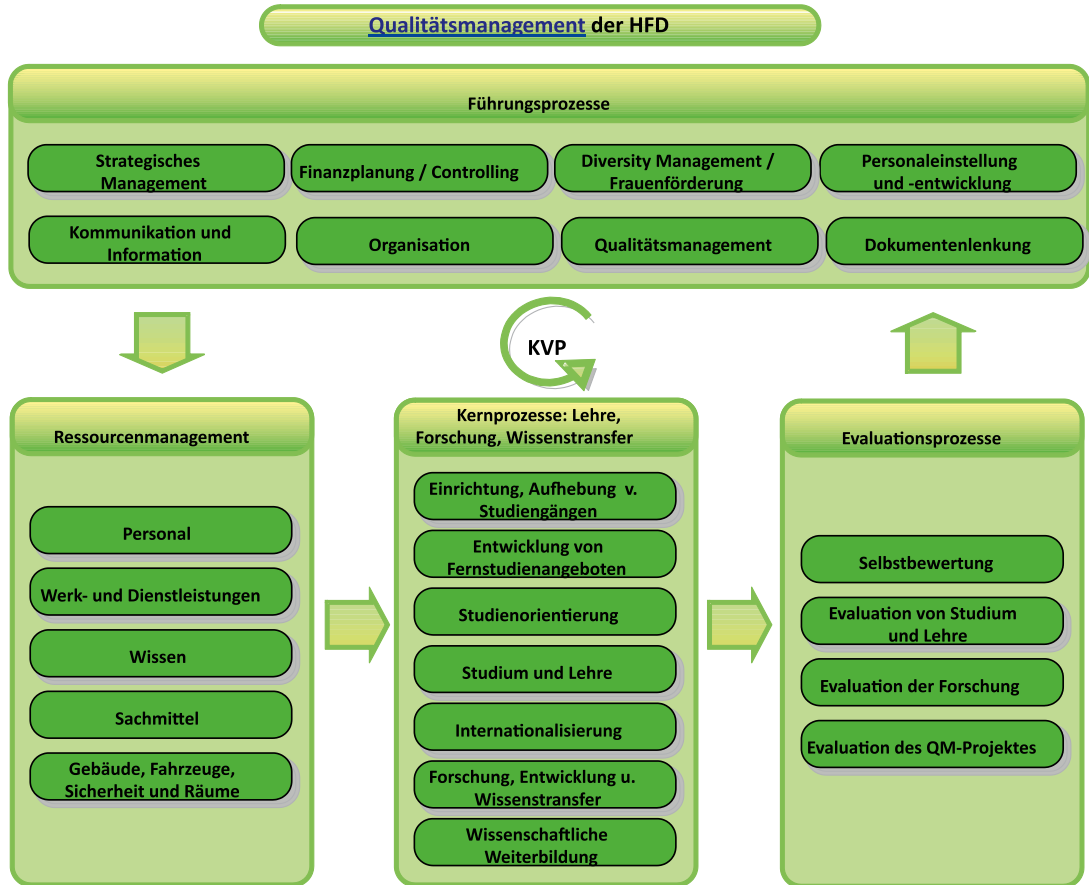 Qualitätsmanagement der HFD
Führungsprozesse
Strategisches
Management
Finanzplanung / Controlling
Diversity Management /
Frauenförderung
Personaleinstellung
und -entwicklung
Kommunikation und
Information
Organisation
Qualitätsmanagement
Dokumentenlenkung
KVP
Ressourcenmanagement
Personal
Werk- und Dienstleistungen
Wissen
Sachmittel
Gebäude, Fahrzeuge,
Sicherheit und Räume
Kernprozesse: Lehre,
Forschung, Wissenstransfer
Einrichtung, Aufhebung v.
Studiengängen
Entwicklung von
Fernstudienangeboten
Studienorientierung
Studium und Lehre
Internationalisierung
Forschung, Entwicklung u.
Wissenstransfer
Wissenschaftliche
Weiterbildung
Evaluationsprozesse
Selbstbewertung
Evaluation von Studium
und Lehre
Evaluation der Forschung
Evaluation des QM-Projektes